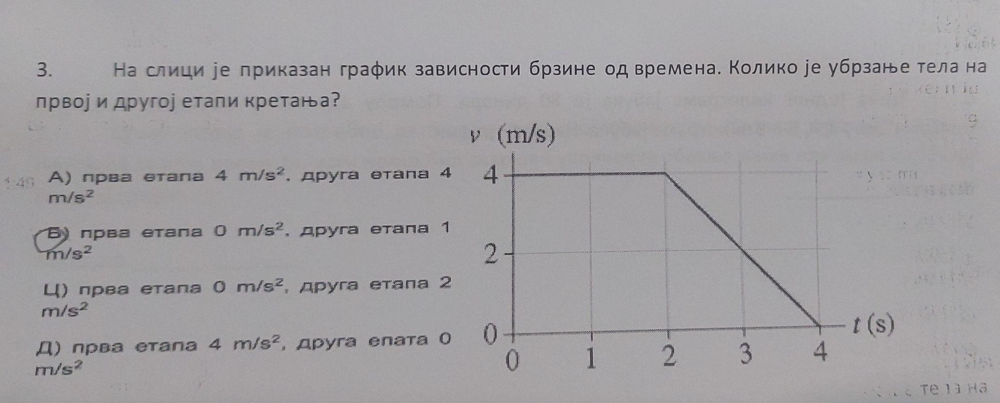 3. На слици је приказан график зависности брзине од времена. Колико је убрзање тела на
првој и другој етапи кретања?
v (m/s)
А) прва етапа 4 m/s², друга етапа 4
m/s²
Б) прва етапа 0 m/s², друга етапа 1
m/s²
Ц) прва етапа 0 m/s², друга етапа 2
m/s²
Д) прва етапа 4 m/s², друга епата 0
m/s²
4
2
0
t (s)
0 1 2 3 4